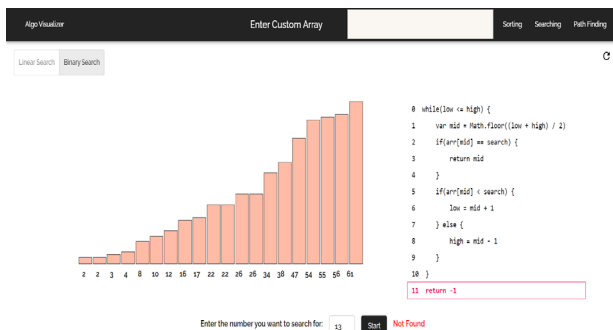 Algo Visualizer Enter Custom Array Sorting Searching Path Finding
Linear Search Binary Search
0 while(low <= high) {
1 var mid = Math.floor((low + high) / 2)
2 if(arr[mid] == search) {
3 return mid
4 }
5 if(arr[mid] < search) {
6 low = mid + 1
7 } else {
8 high = mid - 1
9 }
10 }
11 return -1
2 2 3 4 8 10 12 16 17 22 22 26 26 34 38 47 54 55 56 61
Enter the number you want to search for: 13 Start Not Found